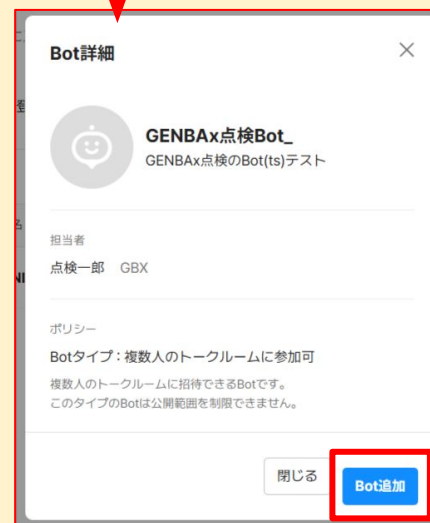 Bot詳細
GENBAx点検Bot_
GENBAx点検のBot(ts)テスト
担当者
点検一郎 GBX
ポリシー
Botタイプ：複数人のトークルームに参加可
複数人のトークルームに招待できるBotです。
このタイプのBotは公開範囲を制限できません。
閉じる
Bot追加